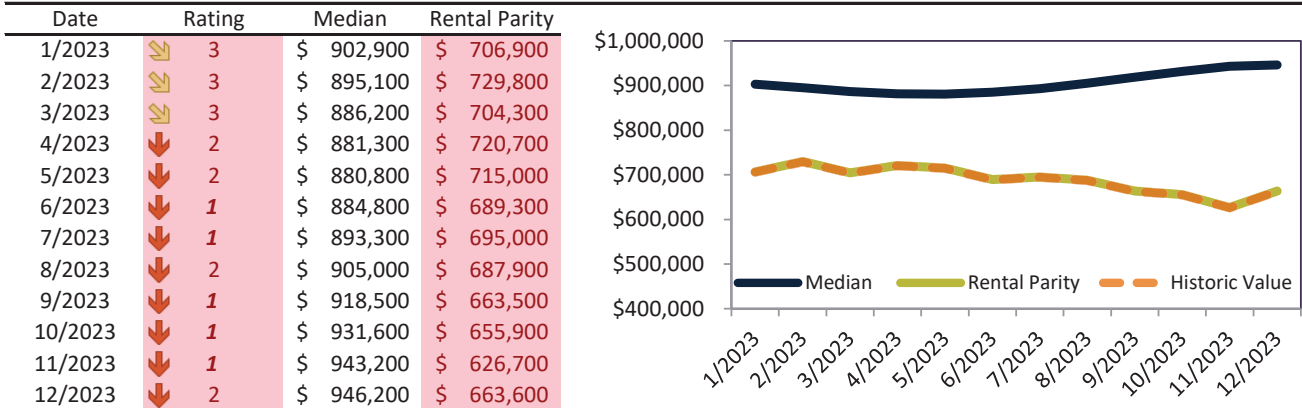 Date Rating Median Rental Parity
1/2023 3 $ 902,900 $ 706,900
2/2023 3 $ 895,100 $ 729,800
3/2023 3 $ 886,200 $ 704,300
4/2023 2 $ 881,300 $ 720,700
5/2023 2 $ 880,800 $ 715,000
6/2023 1 $ 884,800 $ 689,300
7/2023 1 $ 893,300 $ 695,000
8/2023 2 $ 905,000 $ 687,900
9/2023 1 $ 918,500 $ 663,500
10/2023 1 $ 931,600 $ 655,900
11/2023 1 $ 943,200 $ 626,700
12/2023 2 $ 946,200 $ 663,600
$1,000,000
$900,000
$800,000
$700,000
$600,000
$500,000
$400,000
Median Rental Parity Historic Value
1/2023 2/2023 3/2023 4/2023 5/2023 6/2023 7/2023 8/2023 9/2023 10/2023 11/2023 12/2023